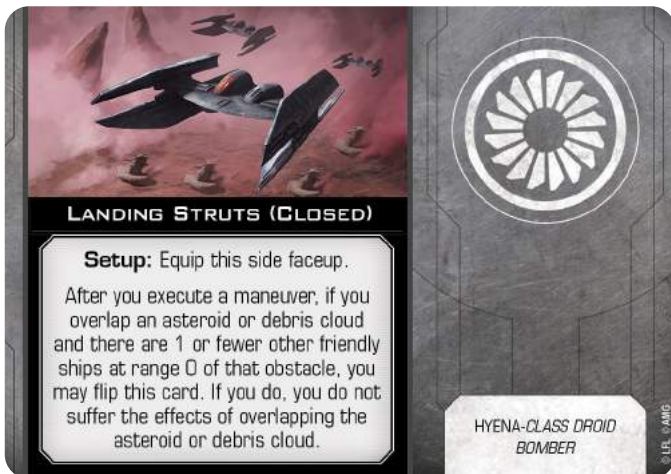 LANDING STRUTS (CLOSED)
Setup: Equip this side faceup.
After you execute a maneuver, if you
overlap an asteroid or debris cloud
and there are 1 or fewer other friendly
ships at range 0 of that obstacle, you
may flip this card. If you do, you do not
suffer the effects of overlapping the
asteroid or debris cloud.
HYENA-CLASS DROID
BOMBER